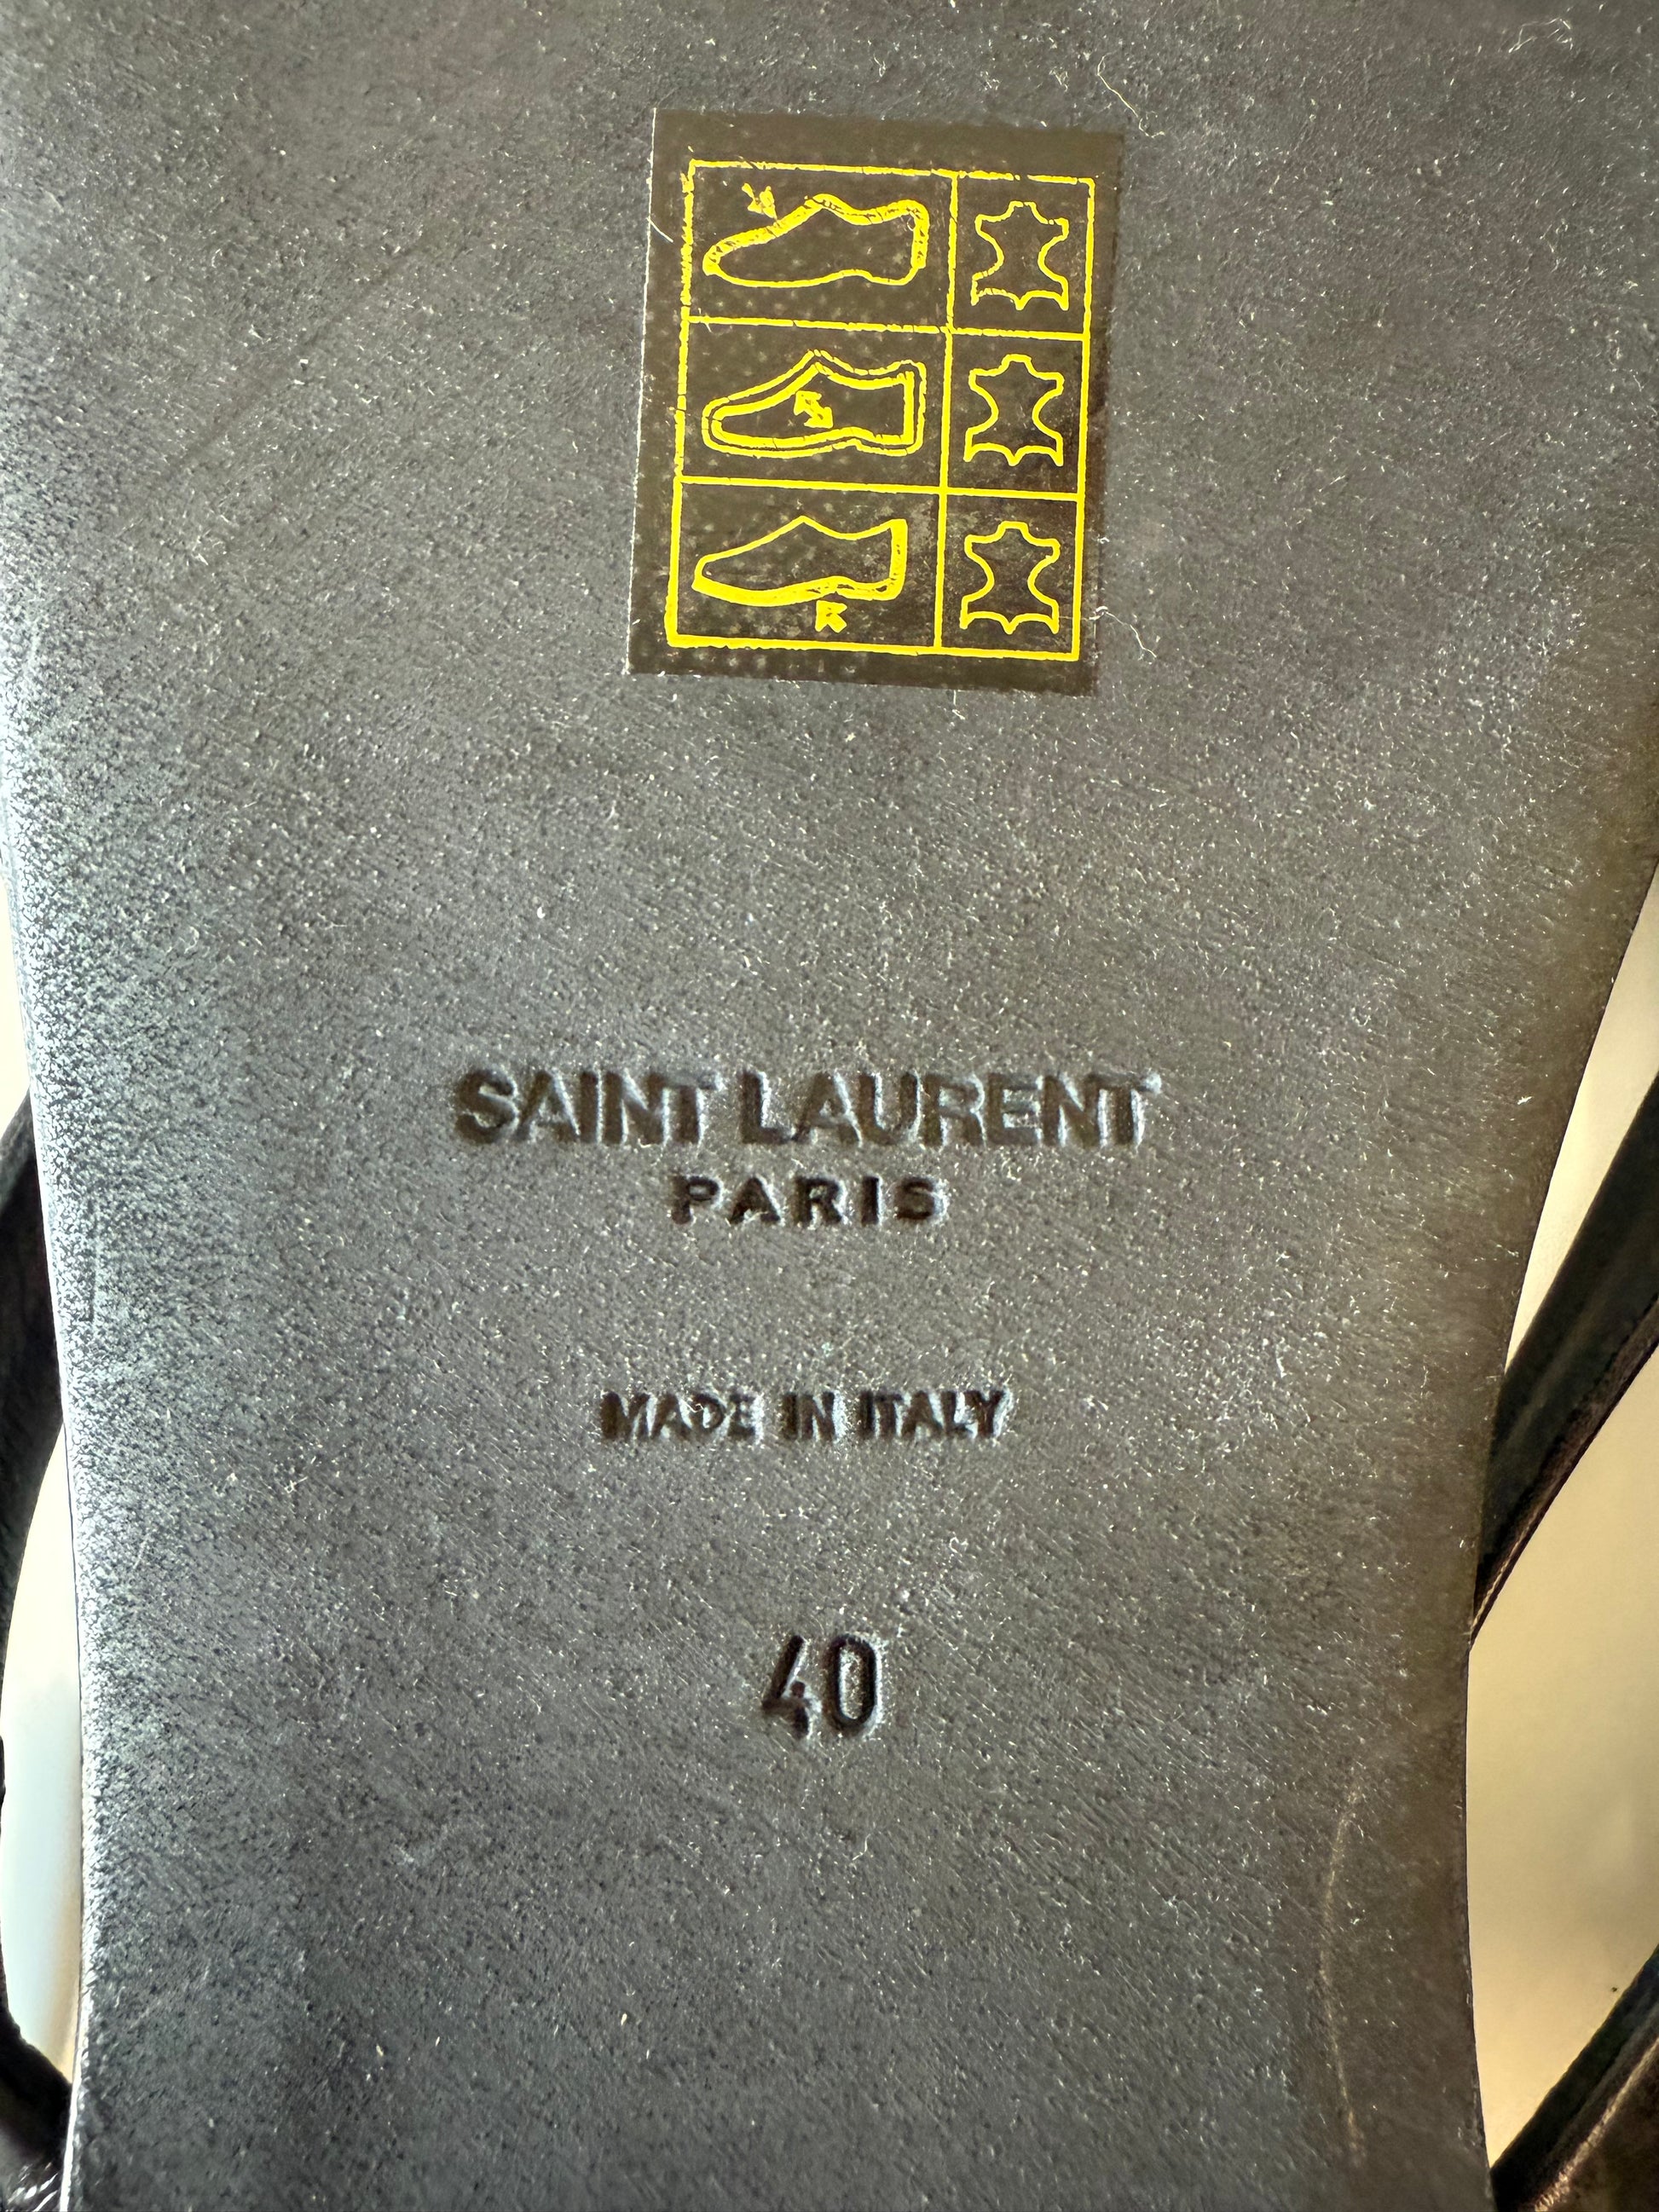 SAINT LAURENT
PARIS
MADE IN ITALY
40